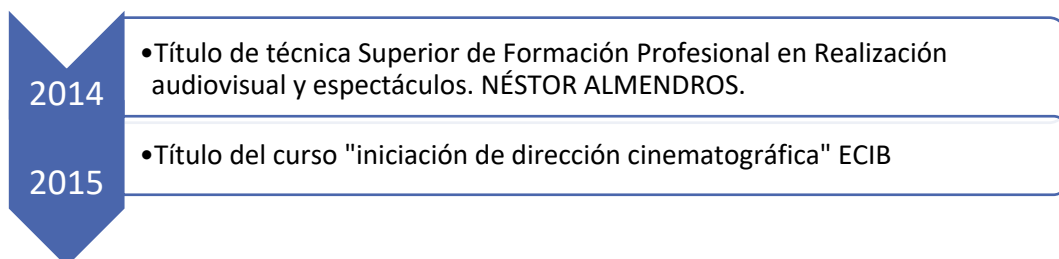 2014
•Título de técnica Superior de Formación Profesional en Realización
audiovisual y espectáculos. NÉSTOR ALMENDROS.
2015
•Título del curso "iniciación de dirección cinematográfica" ECIB